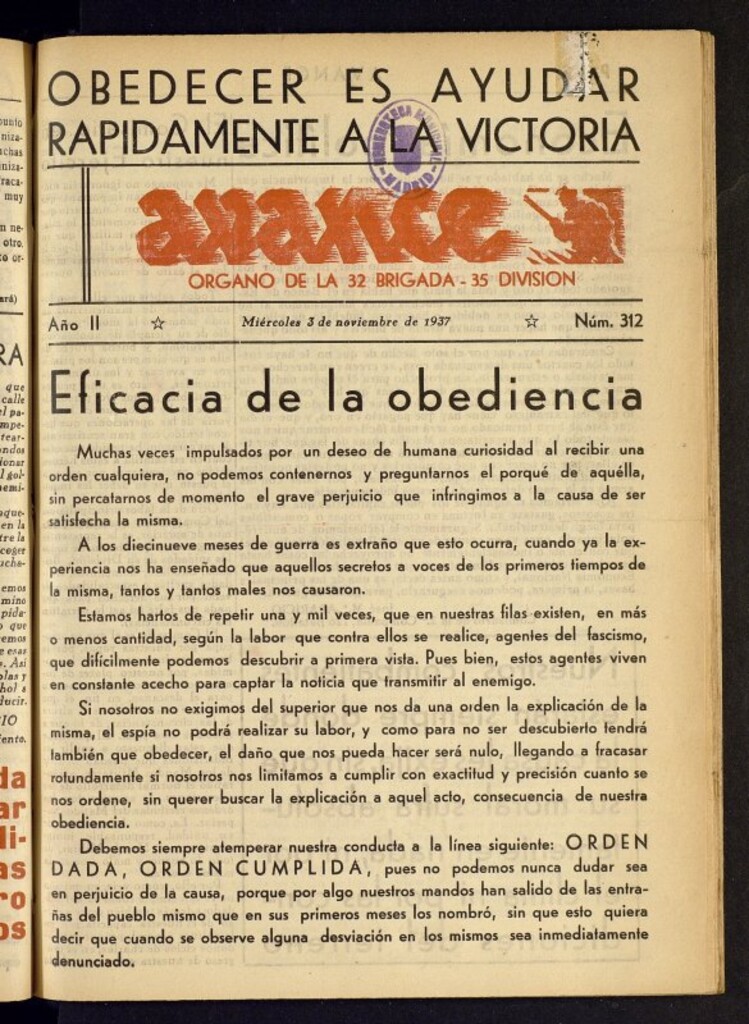 OBEDECER ES AYUDAR
RAPIDAMENTE A LA VICTORIA
avance
ORGANO DE LA 32 BRIGADA - 35 DIVISION
Año II ☆ Miércoles 3 de noviembre de 1937 ☆ Núm. 312
Eficacia de la obediencia
Muchas veces impulsados por un deseo de humana curiosidad al recibir una
orden cualquiera, no podemos contenernos y preguntarnos el porqué de aquélla,
sin percatarnos de momento el grave perjuicio que infringimos a la causa de ser
satisfecha la misma.
A los diecinueve meses de guerra es extraño que esto ocurra, cuando ya la ex-
periencia nos ha enseñado que aquellos secretos a voces de los primeros tiempos de
la misma, tantos y tantos males nos causaron.
Estamos hartos de repetir una y mil veces, que en nuestras filas existen, en más
o menos cantidad, según la labor que contra ellos se realice, agentes del fascismo,
que difícilmente podemos descubrir a primera vista. Pues bien, estos agentes viven
en constante acecho para captar la noticia que transmitir al enemigo.
Si nosotros no exigimos del superior que nos da una orden la explicación de la
misma, el espía no podrá realizar su labor, y como para no ser descubierto tendrá
también que obedecer, el daño que nos pueda hacer será nulo, llegando a fracasar
rotundamente si nosotros nos limitamos a cumplir con exactitud y precisión cuanto se
nos ordene, sin querer buscar la explicación a aquel acto, consecuencia de nuestra
obediencia.
Debemos siempre atemperar nuestra conducta a la línea siguiente: ORDEN
DADA, ORDEN CUMPLIDA, pues no podemos nunca dudar sea
en perjuicio de la causa, porque por algo nuestros mandos han salido de las entra-
ñas del pueblo mismo que en sus primeros meses los nombró, sin que esto quiera
decir que cuando se observe alguna desviación en los mismos sea inmediatamente
denunciado.